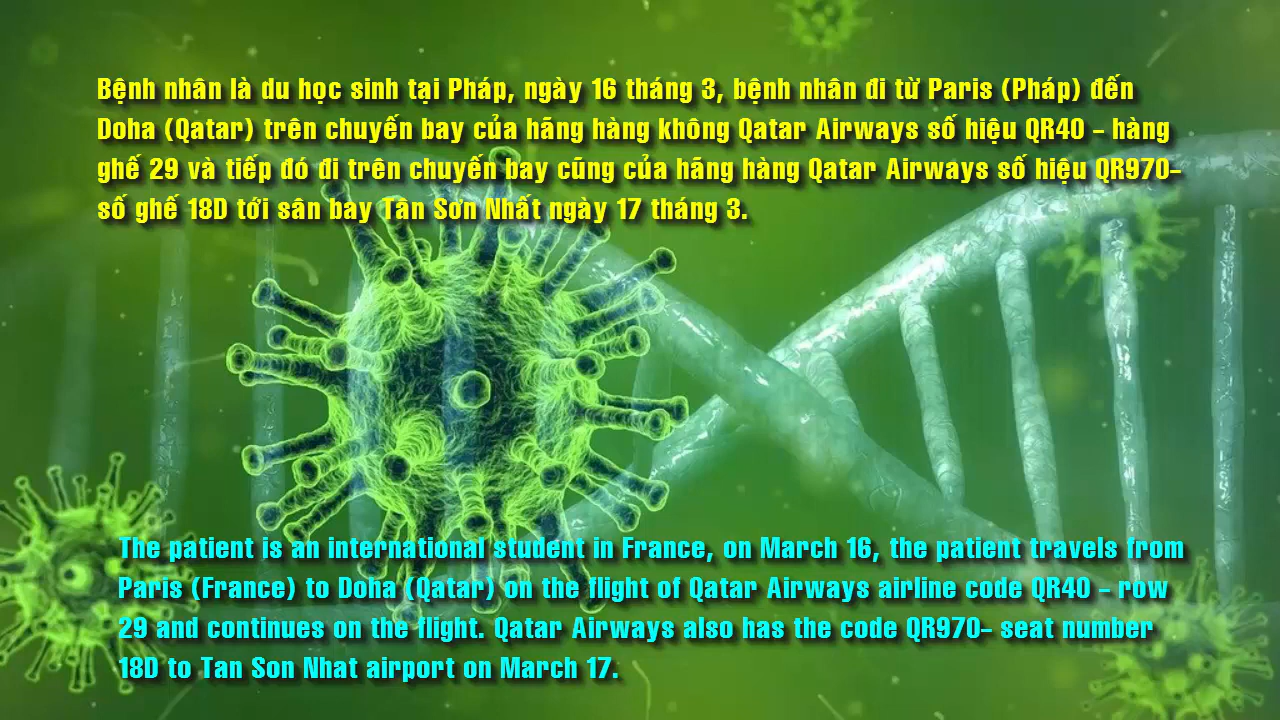 Bệnh nhân là du học sinh tại Pháp, ngày 16 tháng 3, bệnh nhân đi từ Paris (Pháp) đến
Doha (Qatar) trên chuyến bay của hãng hàng không Qatar Airways số hiệu QR40 – hàng
ghế 29 và tiếp đó đi trên chuyến bay cũng của hãng hàng Qatar Airways số hiệu QR970–
số ghế 18D tới sân bay Tân Sơn Nhất ngày 17 tháng 3.
The patient is an international student in France, on March 16, the patient travels from
Paris (France) to Doha (Qatar) on the flight of Qatar Airways airline code QR40 – row
29 and continues on the flight. Qatar Airways also has the code QR970– seat number
18D to Tan Son Nhat airport on March 17.